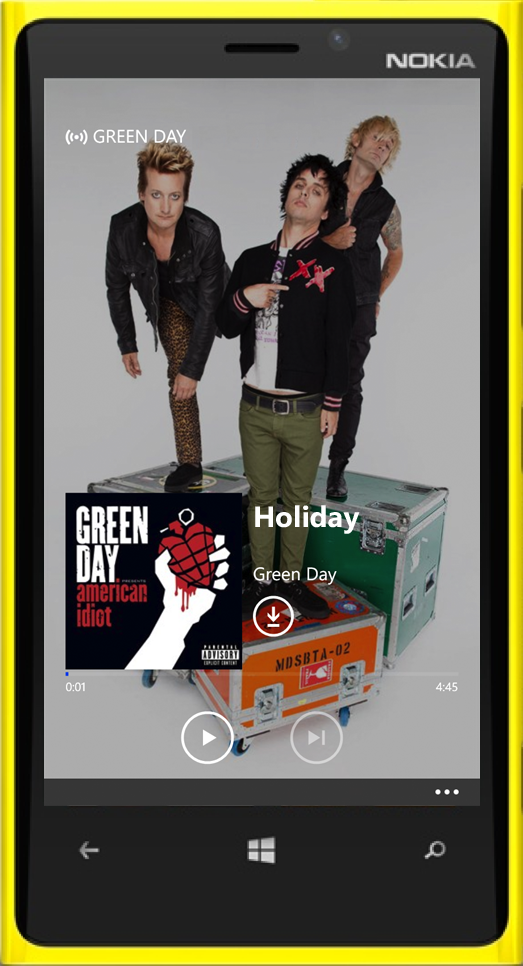 NOKIA
GREEN DAY
GREEN
DAY
PRESENTS
american
idiot
PARENTAL
ADVISORY
EXPLICIT CONTENT
Holiday
Green Day
MDSBTA-02
0:01
4:45